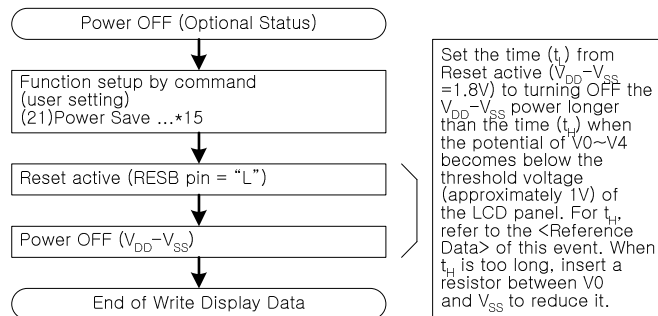 Power OFF (Optional Status)
Function setup by command
(user setting)
(21)Power Save ...*15
Reset active (RESB pin = “L”)
Power OFF (VDD-VSS)
End of Write Display Data
Set the time (tL) from
Reset active (VDD-VSS
=1.8V) to turning OFF the
VDD-VSS power longer
than the time (tH) when
the potential of V0~V4
becomes below the
threshold voltage
(approximately 1V) of
the LCD panel. For tH,
refer to the <Reference
Data> of this event. When
tH is too long, insert a
resistor between V0
and VSS to reduce it.